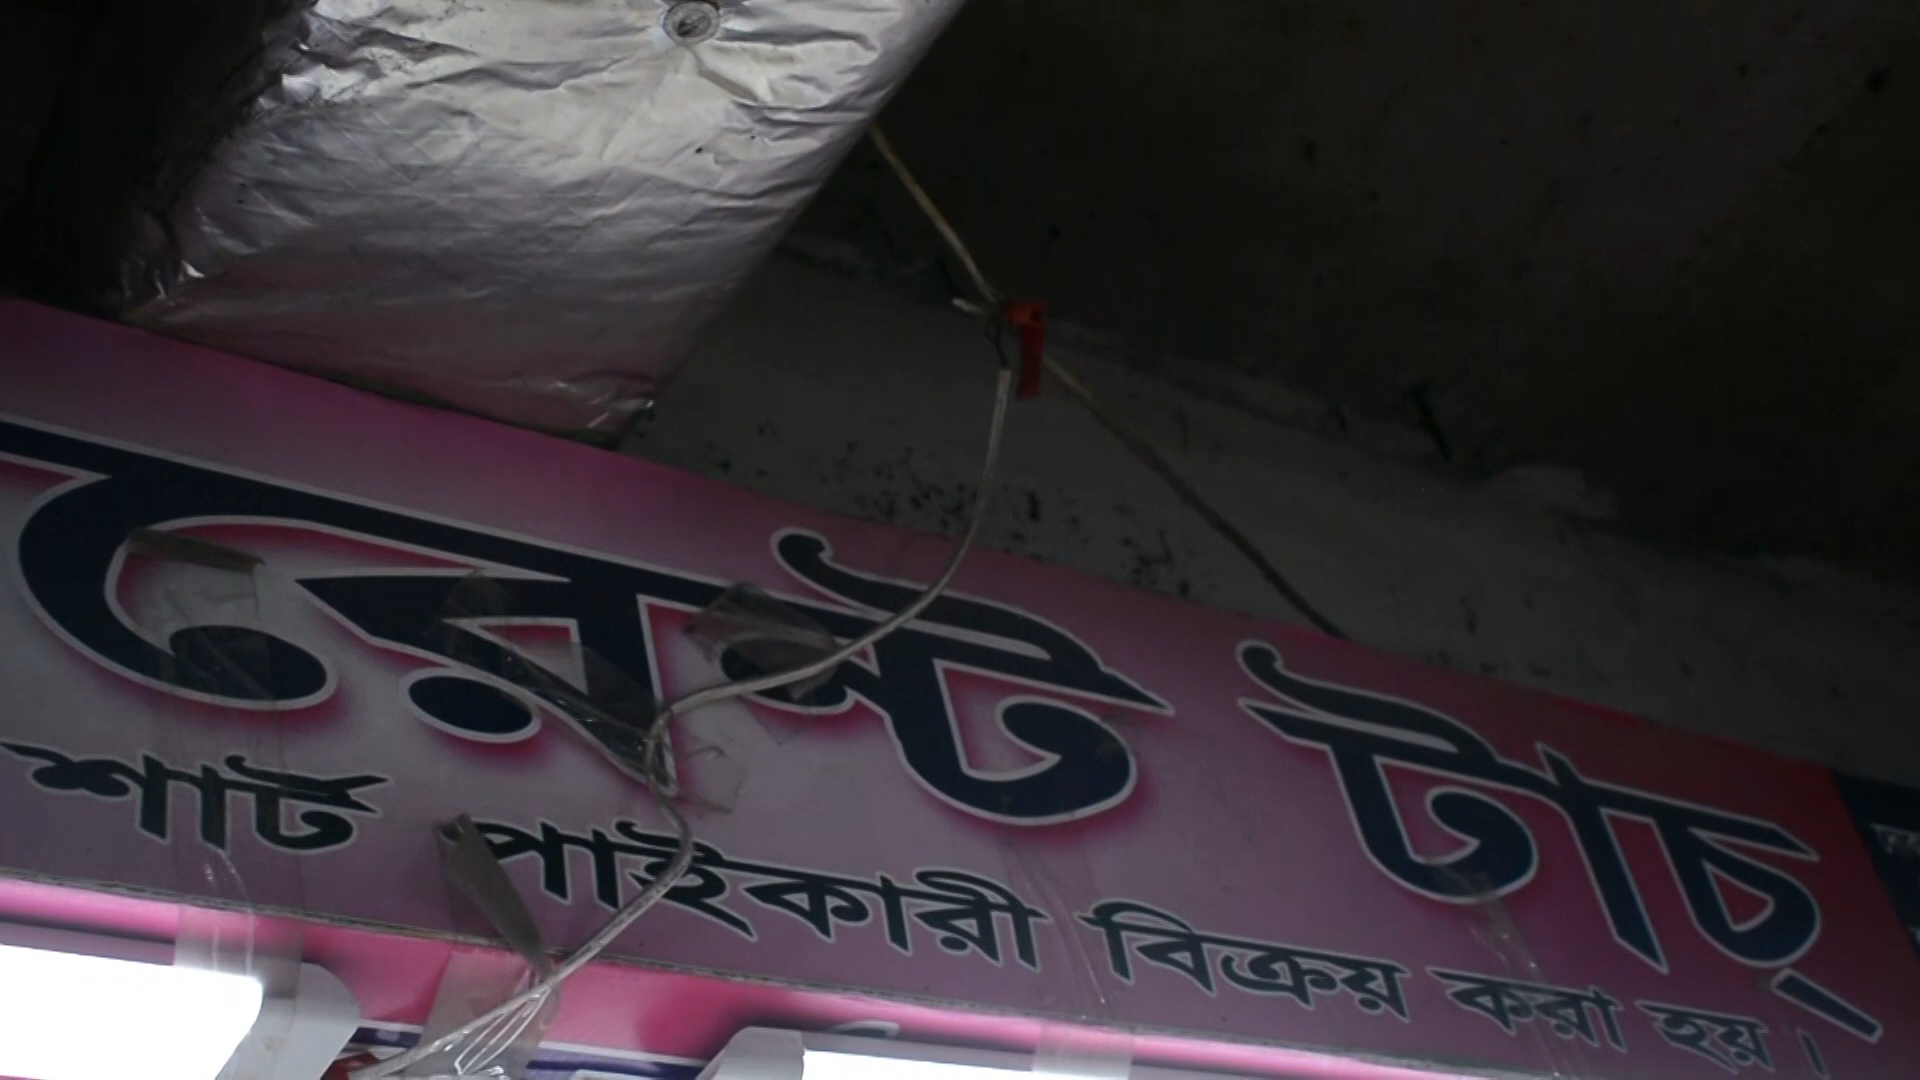 রেস্ট টাচ্
শার্ট পাইকারী বিক্রয় করা হয়।